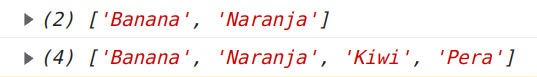 (2) ['Banana', 'Naranja']
(4) ['Banana', 'Naranja', 'Kiwi', 'Pera']